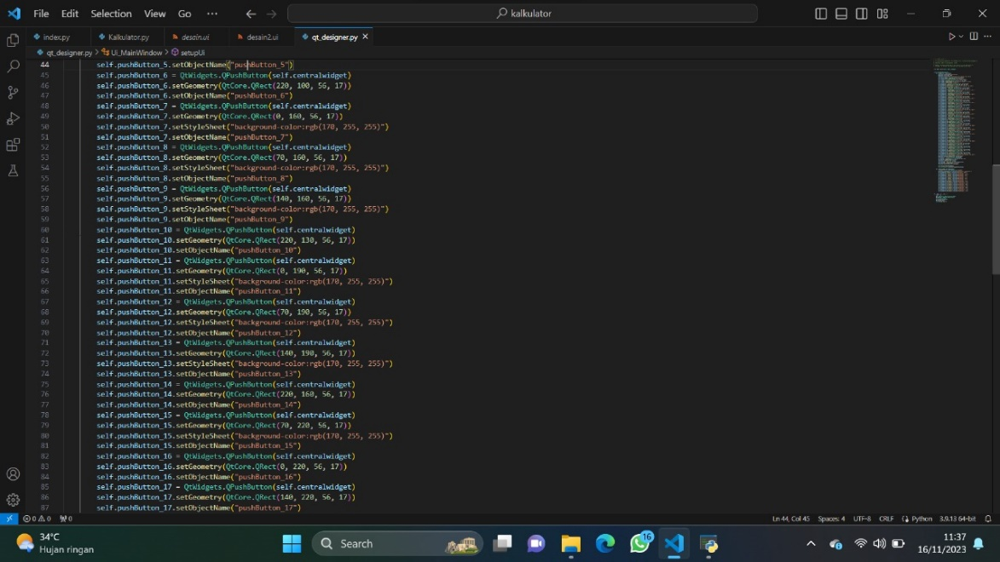 File Edit Selection View Go ··· kalkulator
index.py Kalkulator.py desain.ui desain2.ui qt_designer.py
qt_designer.py > Ui_MainWindow > setupUi
44 self.pushButton_5.setObjectName("pushButton_5")
45 self.pushButton_6 = QtWidgets.QPushButton(self.centralwidget)
46 self.pushButton_6.setGeometry(QtCore.QRect(220, 100, 56, 17))
47 self.pushButton_6.setObjectName("pushButton_6")
48 self.pushButton_7 = QtWidgets.QPushButton(self.centralwidget)
49 self.pushButton_7.setGeometry(QtCore.QRect(0, 160, 56, 17))
50 self.pushButton_7.setStyleSheet("background-color:rgb(170, 255, 255)")
51 self.pushButton_7.setObjectName("pushButton_7")
52 self.pushButton_8 = QtWidgets.QPushButton(self.centralwidget)
53 self.pushButton_8.setGeometry(QtCore.QRect(70, 160, 56, 17))
54 self.pushButton_8.setStyleSheet("background-color:rgb(170, 255, 255)")
55 self.pushButton_8.setObjectName("pushButton_8")
56 self.pushButton_9 = QtWidgets.QPushButton(self.centralwidget)
57 self.pushButton_9.setGeometry(QtCore.QRect(140, 160, 56, 17))
58 self.pushButton_9.setStyleSheet("background-color:rgb(170, 255, 255)")
59 self.pushButton_9.setObjectName("pushButton_9")
60 self.pushButton_10 = QtWidgets.QPushButton(self.centralwidget)
61 self.pushButton_10.setGeometry(QtCore.QRect(220, 130, 56, 17))
62 self.pushButton_10.setObjectName("pushButton_10")
63 self.pushButton_11 = QtWidgets.QPushButton(self.centralwidget)
64 self.pushButton_11.setGeometry(QtCore.QRect(0, 190, 56, 17))
65 self.pushButton_11.setStyleSheet("background-color:rgb(170, 255, 255)")
66 self.pushButton_11.setObjectName("pushButton_11")
67 self.pushButton_12 = QtWidgets.QPushButton(self.centralwidget)
68 self.pushButton_12.setGeometry(QtCore.QRect(70, 190, 56, 17))
69 self.pushButton_12.setStyleSheet("background-color:rgb(170, 255, 255)")
70 self.pushButton_12.setObjectName("pushButton_12")
71 self.pushButton_13 = QtWidgets.QPushButton(self.centralwidget)
72 self.pushButton_13.setGeometry(QtCore.QRect(140, 190, 56, 17))
73 self.pushButton_13.setStyleSheet("background-color:rgb(170, 255, 255)")
74 self.pushButton_13.setObjectName("pushButton_13")
75 self.pushButton_14 = QtWidgets.QPushButton(self.centralwidget)
76 self.pushButton_14.setGeometry(QtCore.QRect(220, 160, 56, 17))
77 self.pushButton_14.setObjectName("pushButton_14")
78 self.pushButton_15 = QtWidgets.QPushButton(self.centralwidget)
79 self.pushButton_15.setGeometry(QtCore.QRect(70, 220, 56, 17))
80 self.pushButton_15.setStyleSheet("background-color:rgb(170, 255, 255)")
81 self.pushButton_15.setObjectName("pushButton_15")
82 self.pushButton_16 = QtWidgets.QPushButton(self.centralwidget)
83 self.pushButton_16.setGeometry(QtCore.QRect(0, 220, 56, 17))
84 self.pushButton_16.setObjectName("pushButton_16")
85 self.pushButton_17 = QtWidgets.QPushButton(self.centralwidget)
86 self.pushButton_17.setGeometry(QtCore.QRect(140, 220, 56, 17))
87 self.pushButton_17.setObjectName("pushButton_17")
0 0 0 Ln 44, Col 45 Spaces: 4 UTF-8 CRLF Python 3.9.13 64-bit
34°C
Hujan ringan
Search
16
11:37
16/11/2023